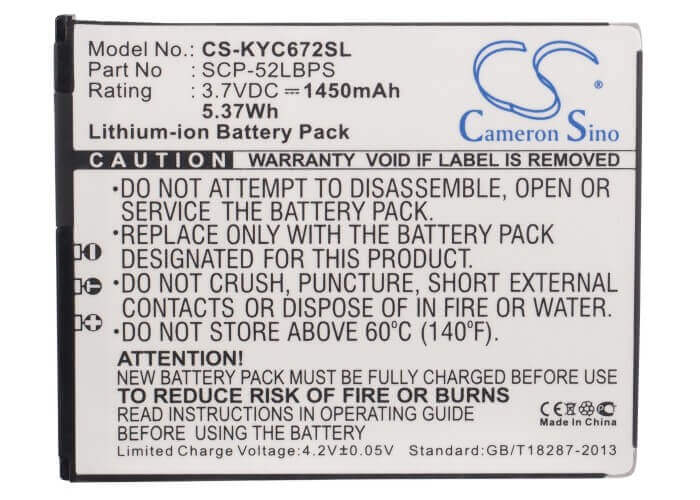 Model No.: CS-KYC672SL
Part No : SCP-52LBPS
Rating : 3.7VDC ⎓ 1450mAh
5.37Wh
Lithium-ion Battery Pack
CS
Cameron Sino
CAUTION WARRANTY VOID IF LABEL IS REMOVED
•DO NOT ATTEMPT TO DISASSEMBLE, OPEN OR
SERVICE THE BATTERY PACK.
•REPLACE ONLY WITH THE BATTERY PACK
DESIGNATED FOR THIS PRODUCT.
•DO NOT CRUSH, PUNCTURE, SHORT EXTERNAL
CONTACTS OR DISPOSE OF IN FIRE OR WATER.
•DO NOT STORE ABOVE 60°C (140°F).
ATTENTION
NEW BATTERY PACK MUST BE FULLY CHARGED BEFORE USE
TO REDUCE RISK OF FIRE OR BURNS
READ INSTRUCTIONS IN OPERATING GUIDE
Made In China
Limited Charge Voltage:4.2V±0.05V Standard:GB/T18287-2013